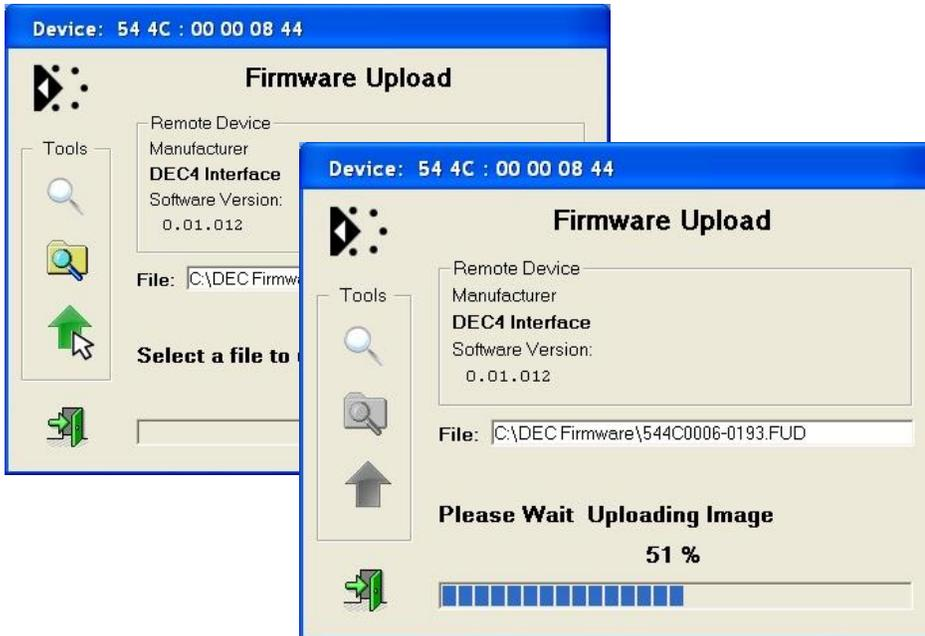 Device: 54 4C : 00 00 08 44
Firmware Upload
Remote Device
Tools
Manufacturer
DEC4 Interface
Software Version:
0.01.012
File: C:\DEC Firmw
Select a file to
Device: 54 4C : 00 00 08 44
Firmware Upload
Remote Device
Tools
Manufacturer
DEC4 Interface
Software Version:
0.01.012
File: C:\DEC Firmware\544C0006-0193.FUD
Please Wait Uploading Image
51 %